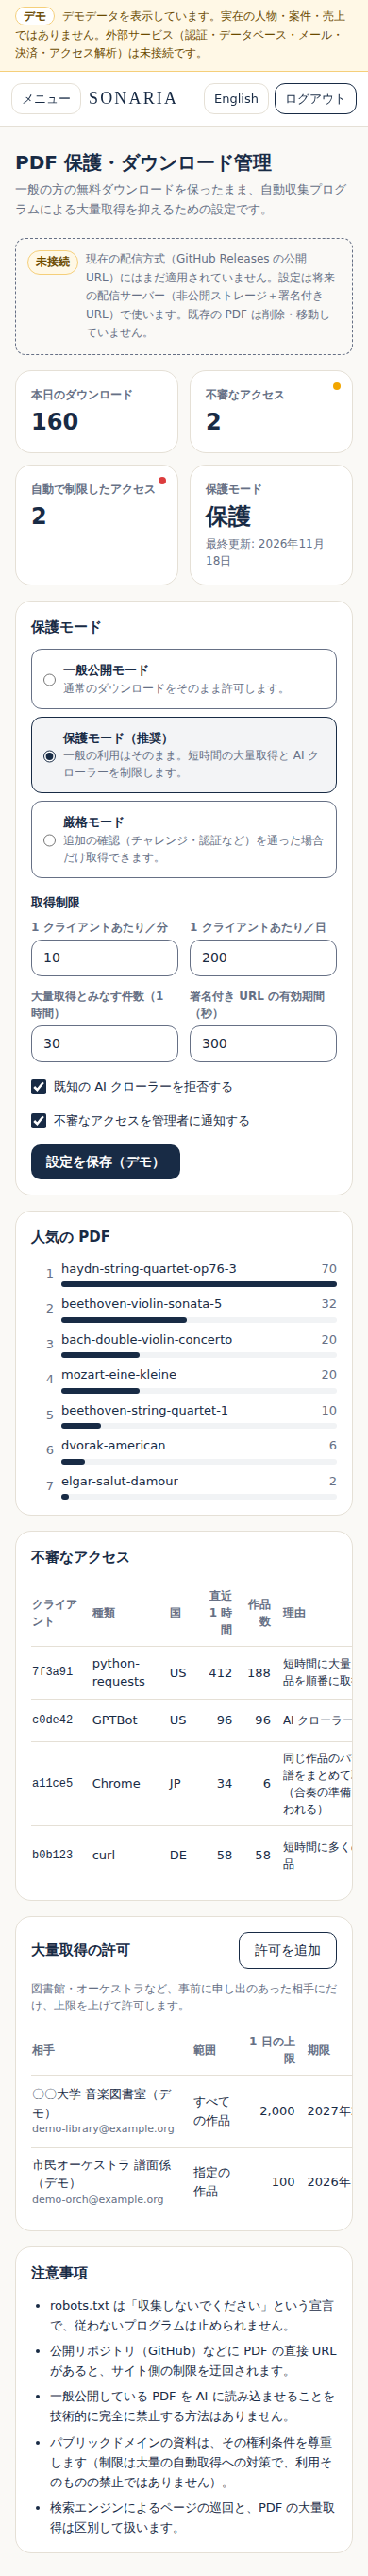 デモ デモデータを表示しています。実在の人物・案件・売上
ではありません。外部サービス（認証・データベース・メール・
決済・アクセス解析）は未接続です。
メニュー SONARIA English ログアウト
PDF 保護・ダウンロード管理
一般の方の無料ダウンロードを保ったまま、自動収集プログ
ラムによる大量取得を抑えるための設定です。
未接続 現在の配信方式（GitHub Releases の公開
URL）にはまだ適用されていません。設定は将来
の配信サーバー（非公開ストレージ＋署名付き
URL）で使います。既存の PDF は削除・移動し
ていません。
本日のダウンロード
160
不審なアクセス
2
自動で制限したアクセス
2
保護モード
保護
最終更新: 2026年11月
18日
保護モード
一般公開モード
通常のダウンロードをそのまま許可します。
保護モード（推奨）
一般の利用はそのまま。短時間の大量取得と AI ク
ローラーを制限します。
厳格モード
追加の確認（チャレンジ・認証など）を通った場合
だけ取得できます。
取得制限
1 クライアントあたり／分 1 クライアントあたり／日
10 200
大量取得とみなす件数（1
時間）
署名付き URL の有効期間
（秒）
30 300
既知の AI クローラーを拒否する
不審なアクセスを管理者に通知する
設定を保存（デモ）
人気の PDF
1 haydn-string-quartet-op76-3 70
2 beethoven-violin-sonata-5 32
3 bach-double-violin-concerto 20
4 mozart-eine-kleine 20
5 beethoven-string-quartet-1 10
6 dvorak-american 6
7 elgar-salut-damour 2
不審なアクセス
クライア
ント
種類
国
直近
1 時
間
作品
数
理由
7f3a91 python-
requests US 412 188 短時間に大量
品を順番に取
c0de42 GPTBot US 96 96 AI クローラー
a11ce5 Chrome JP 34 6 同じ作品のパ
譜をまとめて
（合奏の準備
われる）
b0b123 curl DE 58 58 短時間に多く
品
大量取得の許可 許可を追加
図書館・オーケストラなど、事前に申し出のあった相手にだ
け、上限を上げて許可します。
相手 範囲 1 日の上
限 期限
〇〇大学 音楽図書室（デ
モ）
demo-library@example.org
すべて
の作品
2,000 2027年
市民オーケストラ 譜面係
（デモ）
demo-orch@example.org
指定の
作品
100 2026年
注意事項
• robots.txt は「収集しないでください」という宣言
で、従わないプログラムは止められません。
• 公開リポジトリ（GitHub）などに PDF の直接 URL
があると、サイト側の制限を迂回されます。
• 一般公開している PDF を AI に読み込ませることを
技術的に完全に禁止する方法はありません。
• パブリックドメインの資料は、その権利条件を尊重
します（制限は大量の自動取得への対策で、利用そ
のものの禁止ではありません）。
• 検索エンジンによるページの巡回と、PDF の大量取
得は区別して扱います。